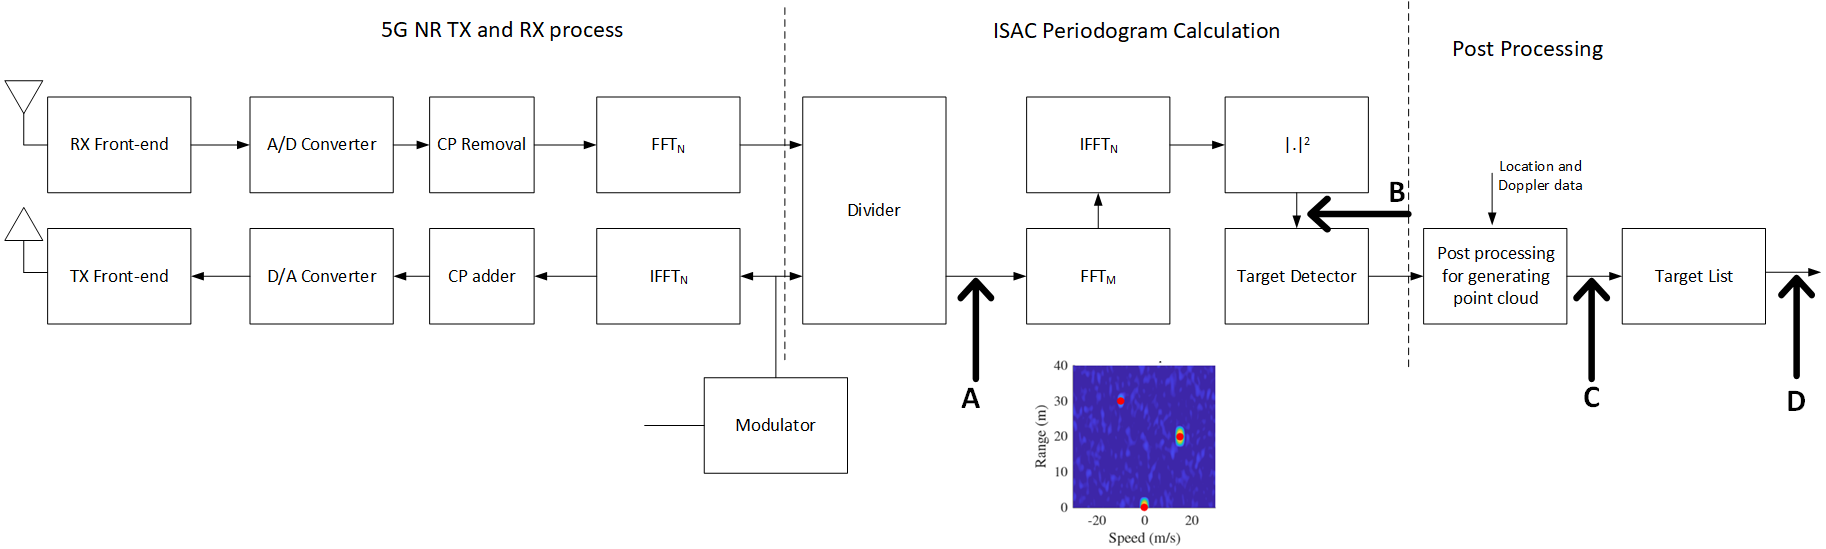 5G NR TX and RX process
ISAC Periodogram Calculation
Post Processing
RX Front-end
A/D Converter
CP Removal
FFTN
IFFTN
|.|²
Location and
Doppler data
B
Divider
TX Front-end
D/A Converter
CP adder
IFFTN
FFTM
Target Detector
Post processing
for generating
point cloud
Target List
A
C
D
Modulator
40
30
20
10
0
Range (m)
-20
0
20
Speed (m/s)